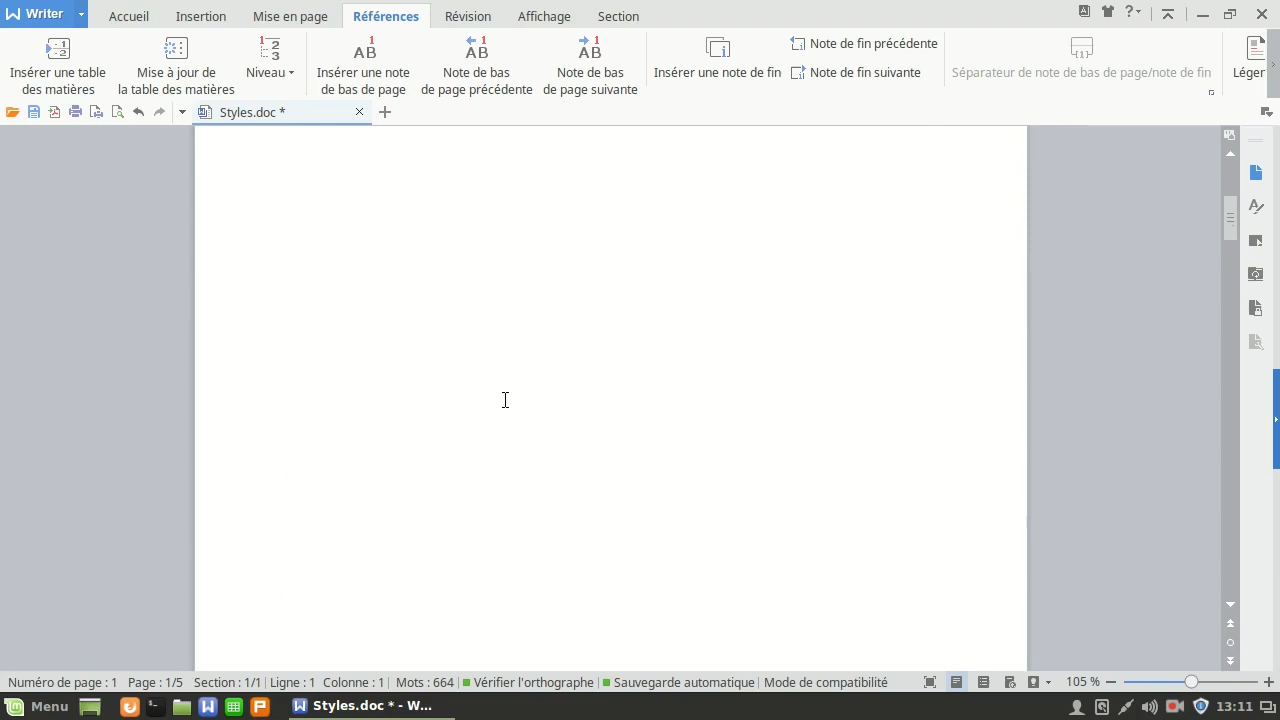 Writer
Accueil Insertion Mise en page Références Révision Affichage Section
Insérer une table
des matières
Mise à jour de
la table des matières
Niveau
Insérer une note
de bas de page
Note de bas
de page précédente
Note de bas
de page suivante
Insérer une note de fin
Note de fin précédente
Note de fin suivante
Séparateur de note de bas de page/note de fin
Léger
Styles.doc *
Numéro de page : 1 Page : 1/5 Section : 1/1 Ligne : 1 Colonne : 1 Mots : 664 Vérifier l'orthographe Sauvegarde automatique Mode de compatibilité 105 %
Menu Styles.doc * - W... 13:11